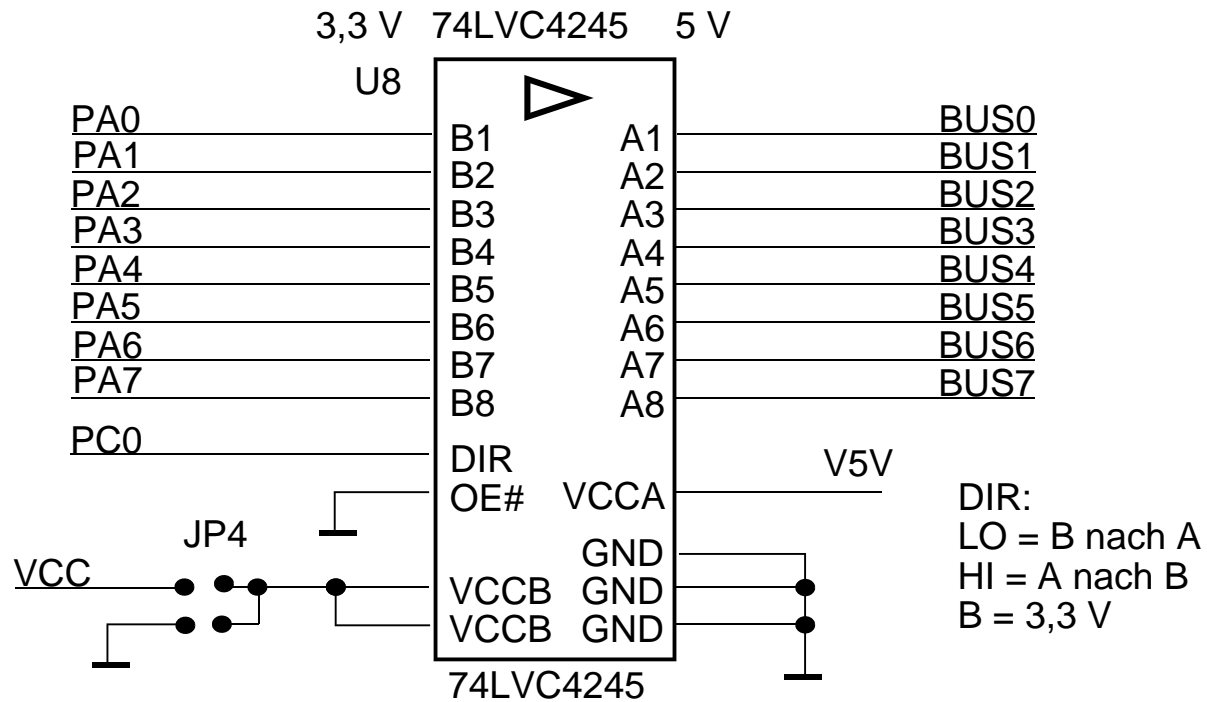 3,3 V 74LVC4245 5 V
U8
PA0 B1 A1 BUS0
PA1 B2 A2 BUS1
PA2 B3 A3 BUS2
PA3 B4 A4 BUS3
PA4 B5 A5 BUS4
PA5 B6 A6 BUS5
PA6 B7 A7 BUS6
PA7 B8 A8 BUS7
PC0 DIR
OE# VCCA V5V
JP4
GND
VCC VCCB GND
VCCB GND
74LVC4245
DIR:
LO = B nach A
HI = A nach B
B = 3,3 V